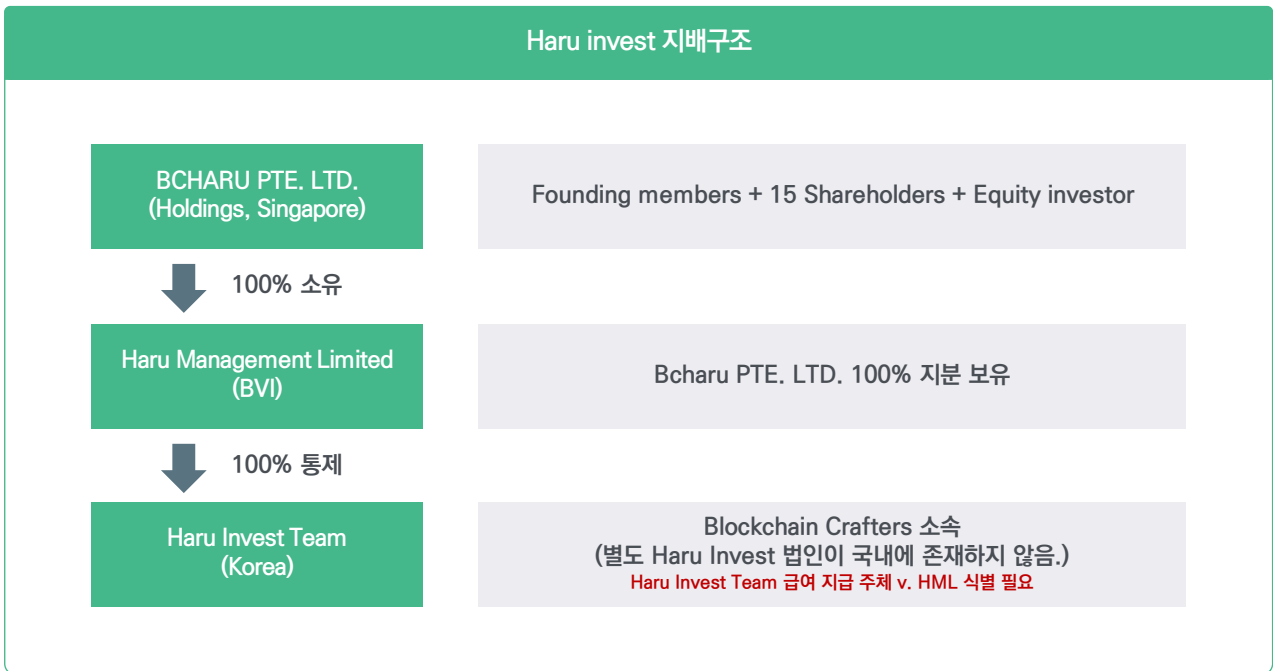 Haru invest 지배구조
BCHARU PTE. LTD.
(Holdings, Singapore)
Founding members + 15 Shareholders + Equity investor
100% 소유
Haru Management Limited
(BVI)
Bcharu PTE. LTD. 100% 지분 보유
100% 통제
Haru Invest Team
(Korea)
Blockchain Crafters 소속
(별도 Haru Invest 법인이 국내에 존재하지 않음.)
Haru Invest Team 급여 지급 주체 v. HML 식별 필요